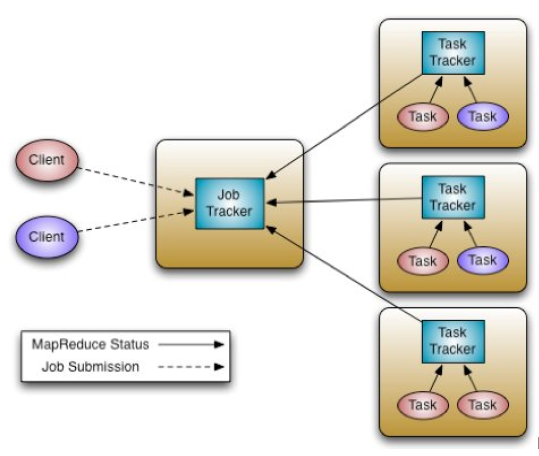 Client
Client
Job
Tracker
Task
Tracker
Task
Task
Task
Tracker
Task
Task
Task
Tracker
Task
Task
MapReduce Status
Job Submission